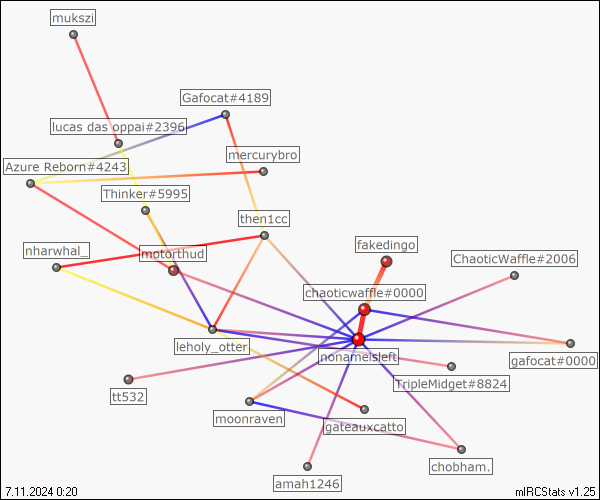 mukszi
Gafocat#4189
lucas das oppai#2396
mercurybro
Azure Reborn#4243
Thinker#5995
then1cc
nharwhal_
motorthud
fakedingo
ChaoticWaffle#2006
chaoticwaffle#0000
leholy_otter
nonameisleft
gafocat#0000
TripleMidget#8824
tt532
moonraven
gateauxcatto
chobham.
amah1246
7.11.2024 0:20
mIRCStats v1.25